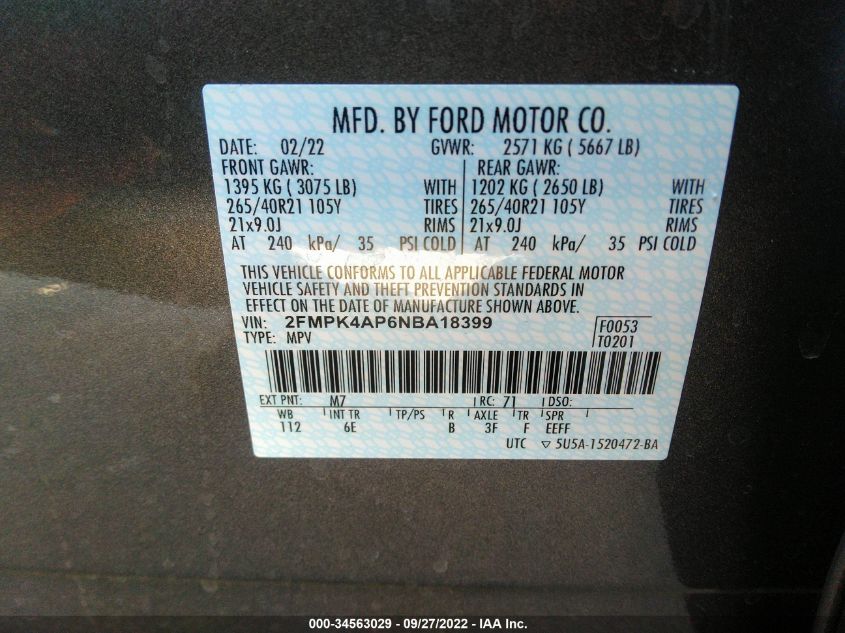 MFD. BY FORD MOTOR CO.
DATE: 02/22 GVWR: 2571 KG ( 5667 LB)
FRONT GAWR: REAR GAWR:
1395 KG ( 3075 LB) WITH 1202 KG ( 2650 LB) WITH
265/40R21 105Y TIRES 265/40R21 105Y TIRES
21x9.0J RIMS 21x9.0J RIMS
AT 240 kPa/ 35 PSI COLD AT 240 kPa/ 35 PSI COLD
THIS VEHICLE CONFORMS TO ALL APPLICABLE FEDERAL MOTOR
VEHICLE SAFETY AND THEFT PREVENTION STANDARDS IN
EFFECT ON THE DATE OF MANUFACTURE SHOWN ABOVE.
VIN: 2FMPK4AP6NBA18399 F0053
TYPE: MPV T0201
EXT PNT: M7 RC: 71 DSO:
WB INT TR TP/PS R AXLE TR SPR
112 6E B 3F F EEFF
UTC ▽ 5U5A-1520472-BA
000-34563029 - 09/27/2022 - IAA Inc.